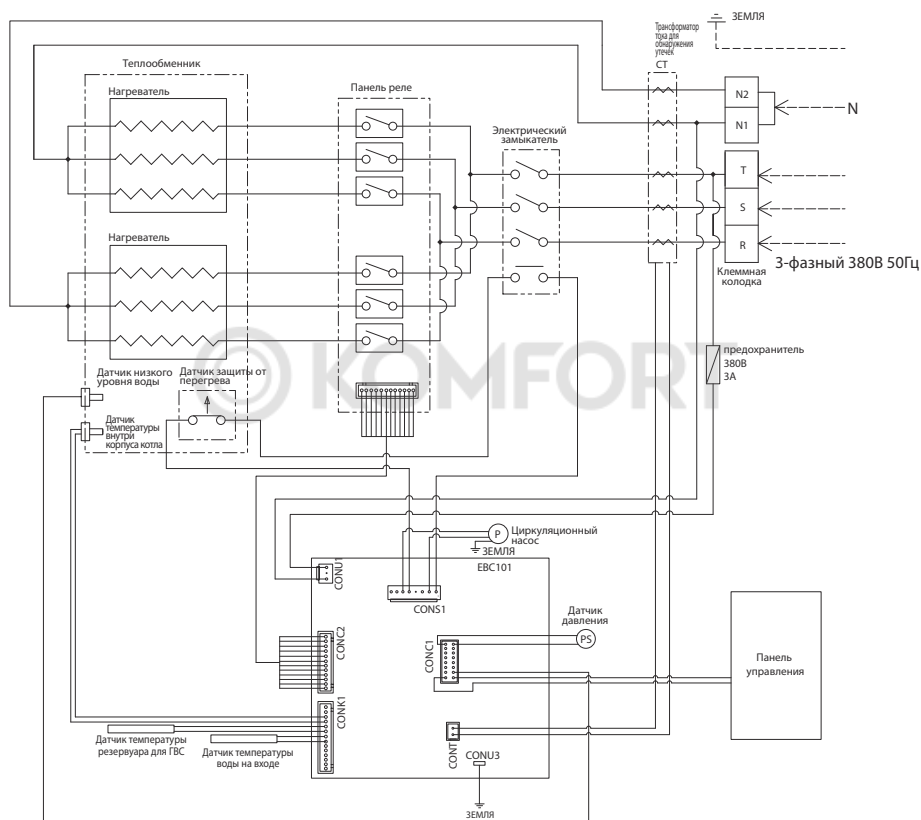 Трансформатор
тока для
обнаружения
утечек
CT
ЗЕМЛЯ
Теплообменник
Нагреватель
Панель реле
Электрический
замыкатель
N2
N1
N
T
S
R
3-фазный 380В 50Гц
Клеммная
колодка
Нагреватель
© KOMFORT
предохранитель
380В
3А
Датчик низкого
уровня воды
Датчик защиты от
перегрева
Датчик
температуры
внутри
корпуса котла
P
Циркуляционный
насос
ЗЕМЛЯ
EBC101
CONU1
CONS1
Датчик
давления
PS
CONC2
CONC1
Панель
управления
CONK1
Датчик температуры
резервуара для ГВС
Датчик температуры
воды на входе
CONT
CONU3
ЗЕМЛЯ